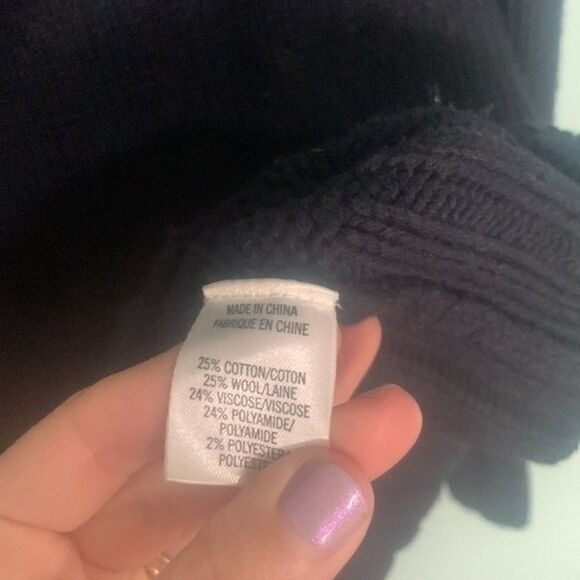 MADE IN CHINA
FABRIQUE EN CHINE
25% COTTON/COTON
25% WOOL/LAINE
24% VISCOSE/VISCOSE
24% POLYAMIDE/
POLYAMIDE
2% POLYESTER/
POLYESTER